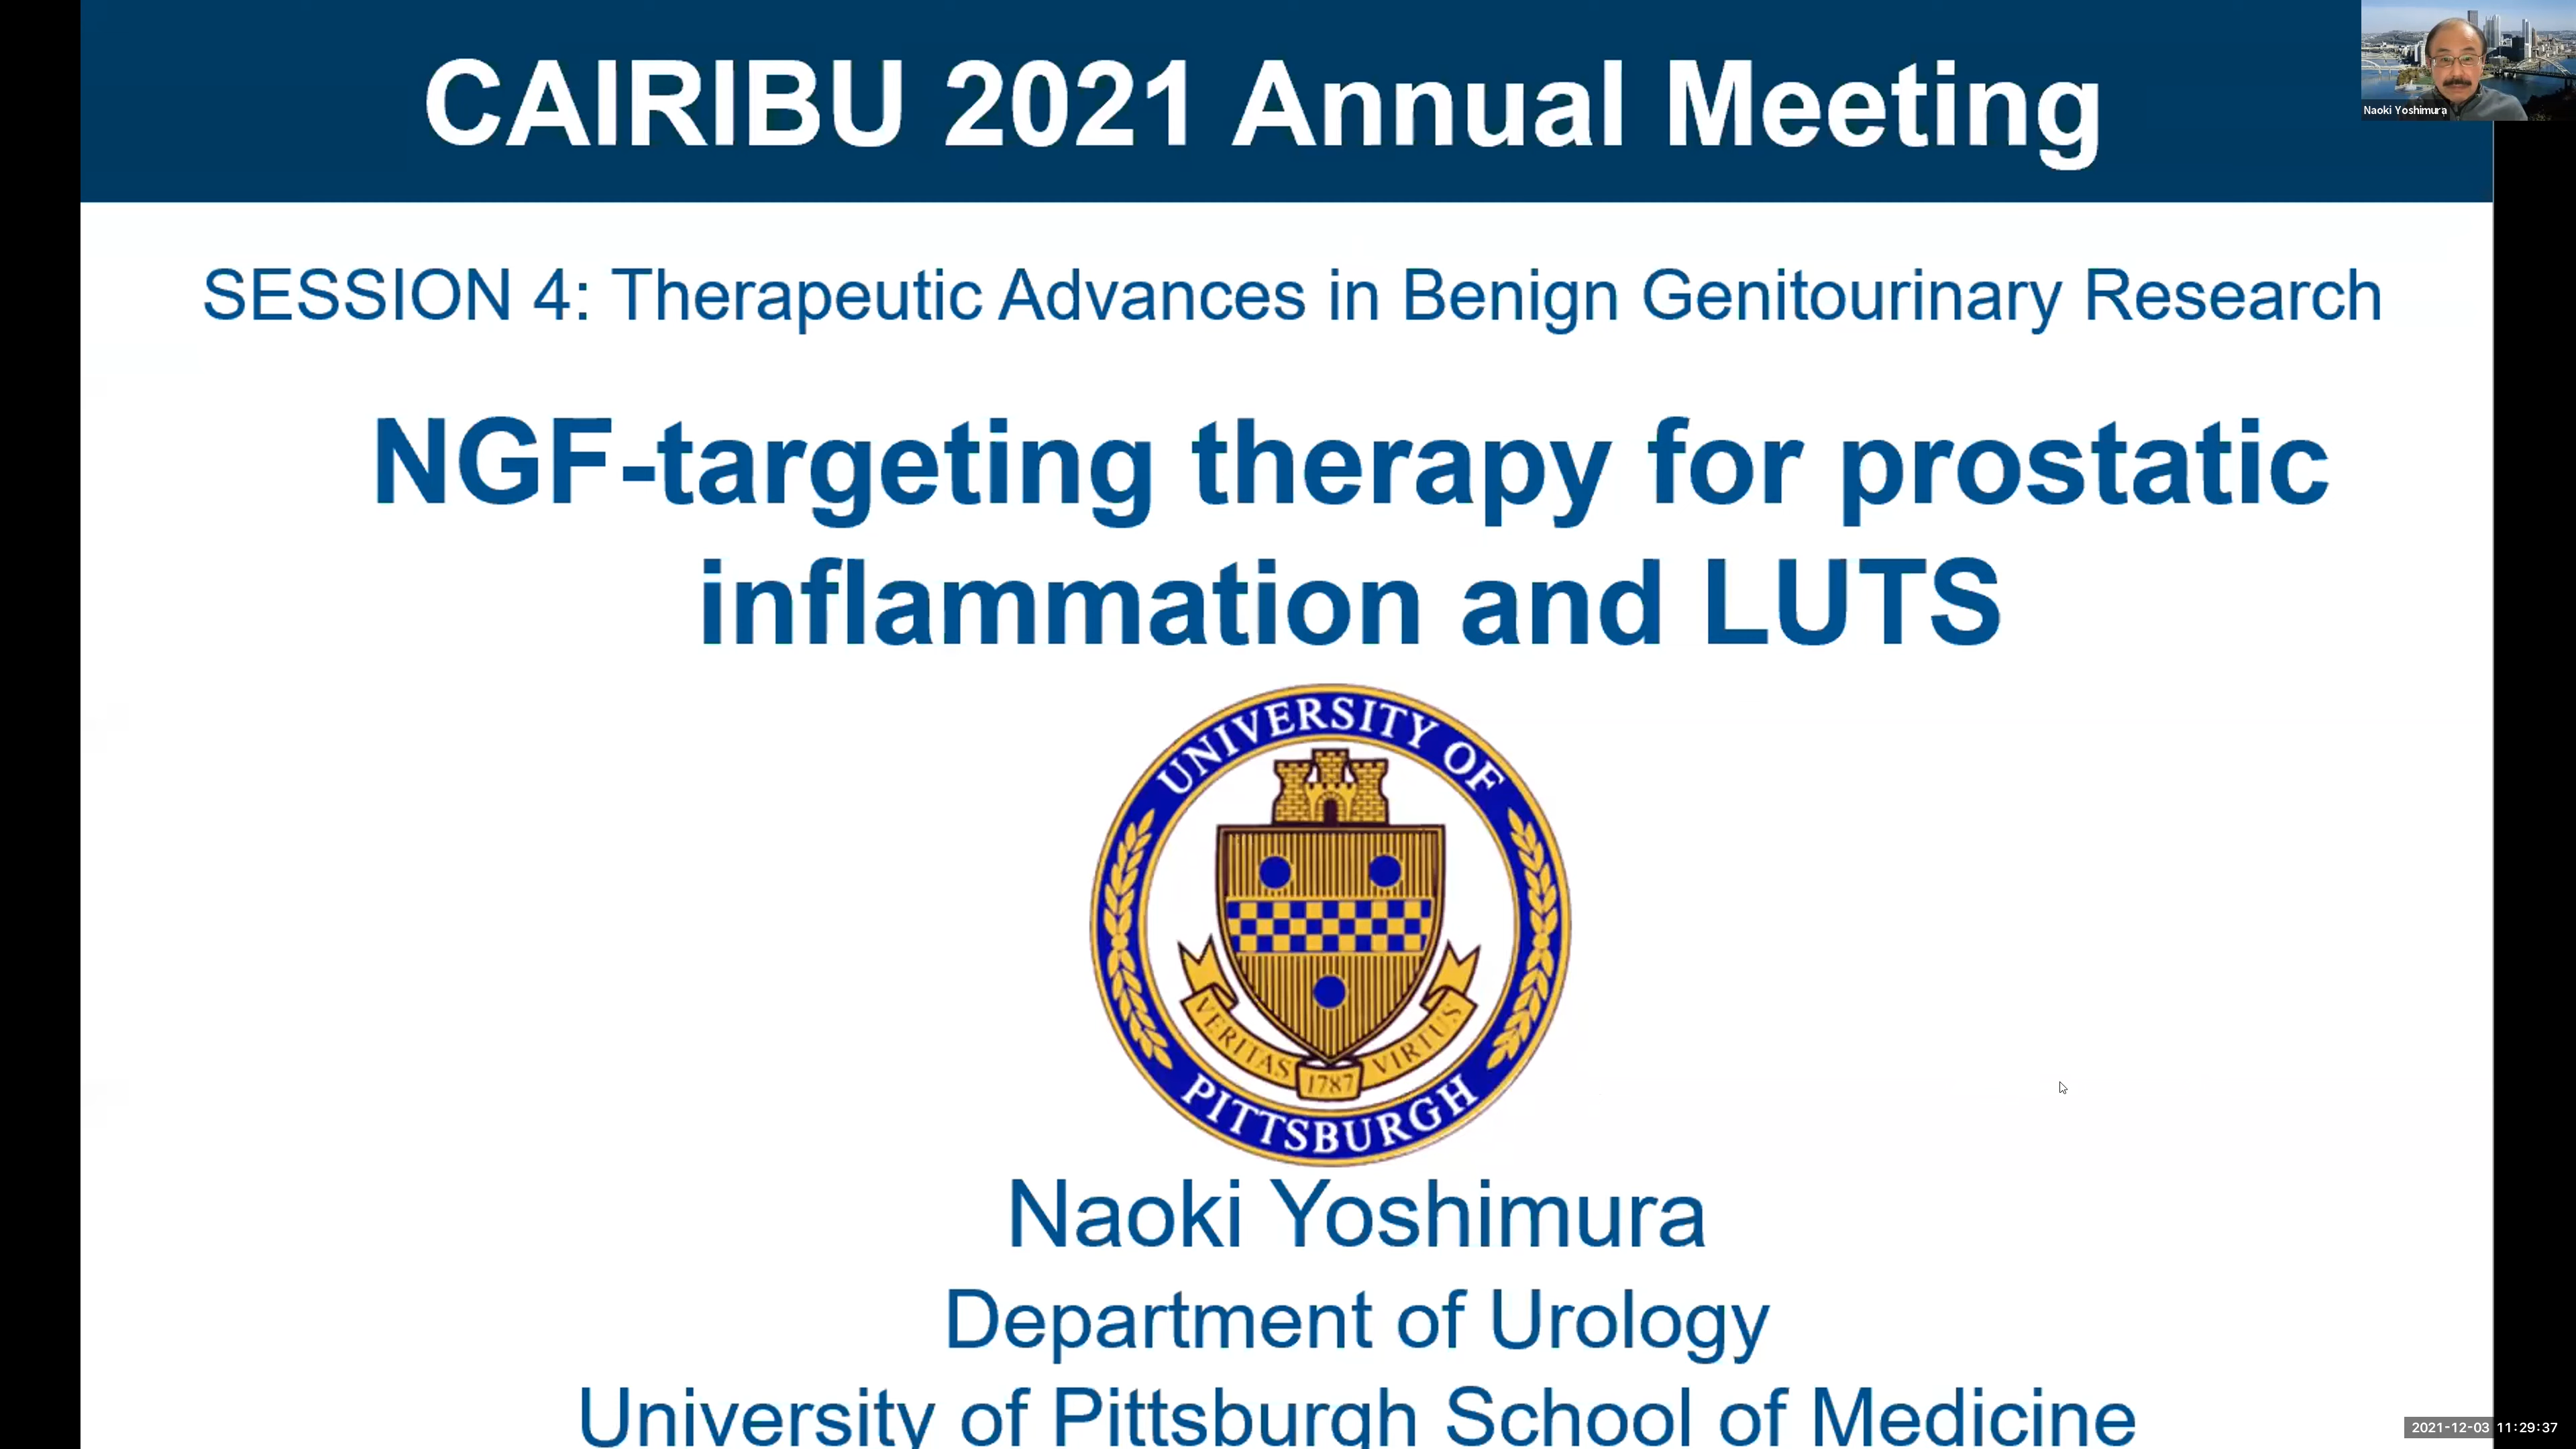 CAIRIBU 2021 Annual Meeting
Naoki Yoshimura
SESSION 4: Therapeutic Advances in Benign Genitourinary Research
NGF-targeting therapy for prostatic
inflammation and LUTS
UNIVERSITY OF
VERITAS 1787 VIRTUS
PITTSBURGH
Naoki Yoshimura
Department of Urology
University of Pittsburgh School of Medicine
2021-12-03 11:29:37